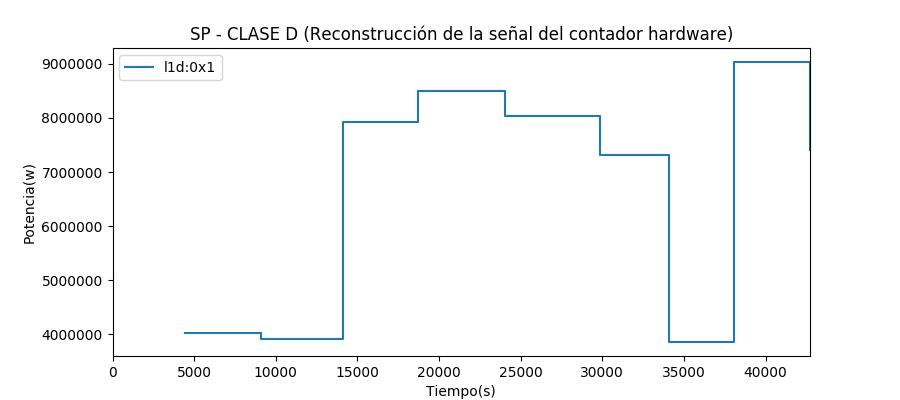 SP - CLASE D (Reconstrucción de la señal del contador hardware)
l1d:0x1
Potencia(w)
9000000
8000000
7000000
6000000
5000000
4000000
0 5000 10000 15000 20000 25000 30000 35000 40000
Tiempo(s)